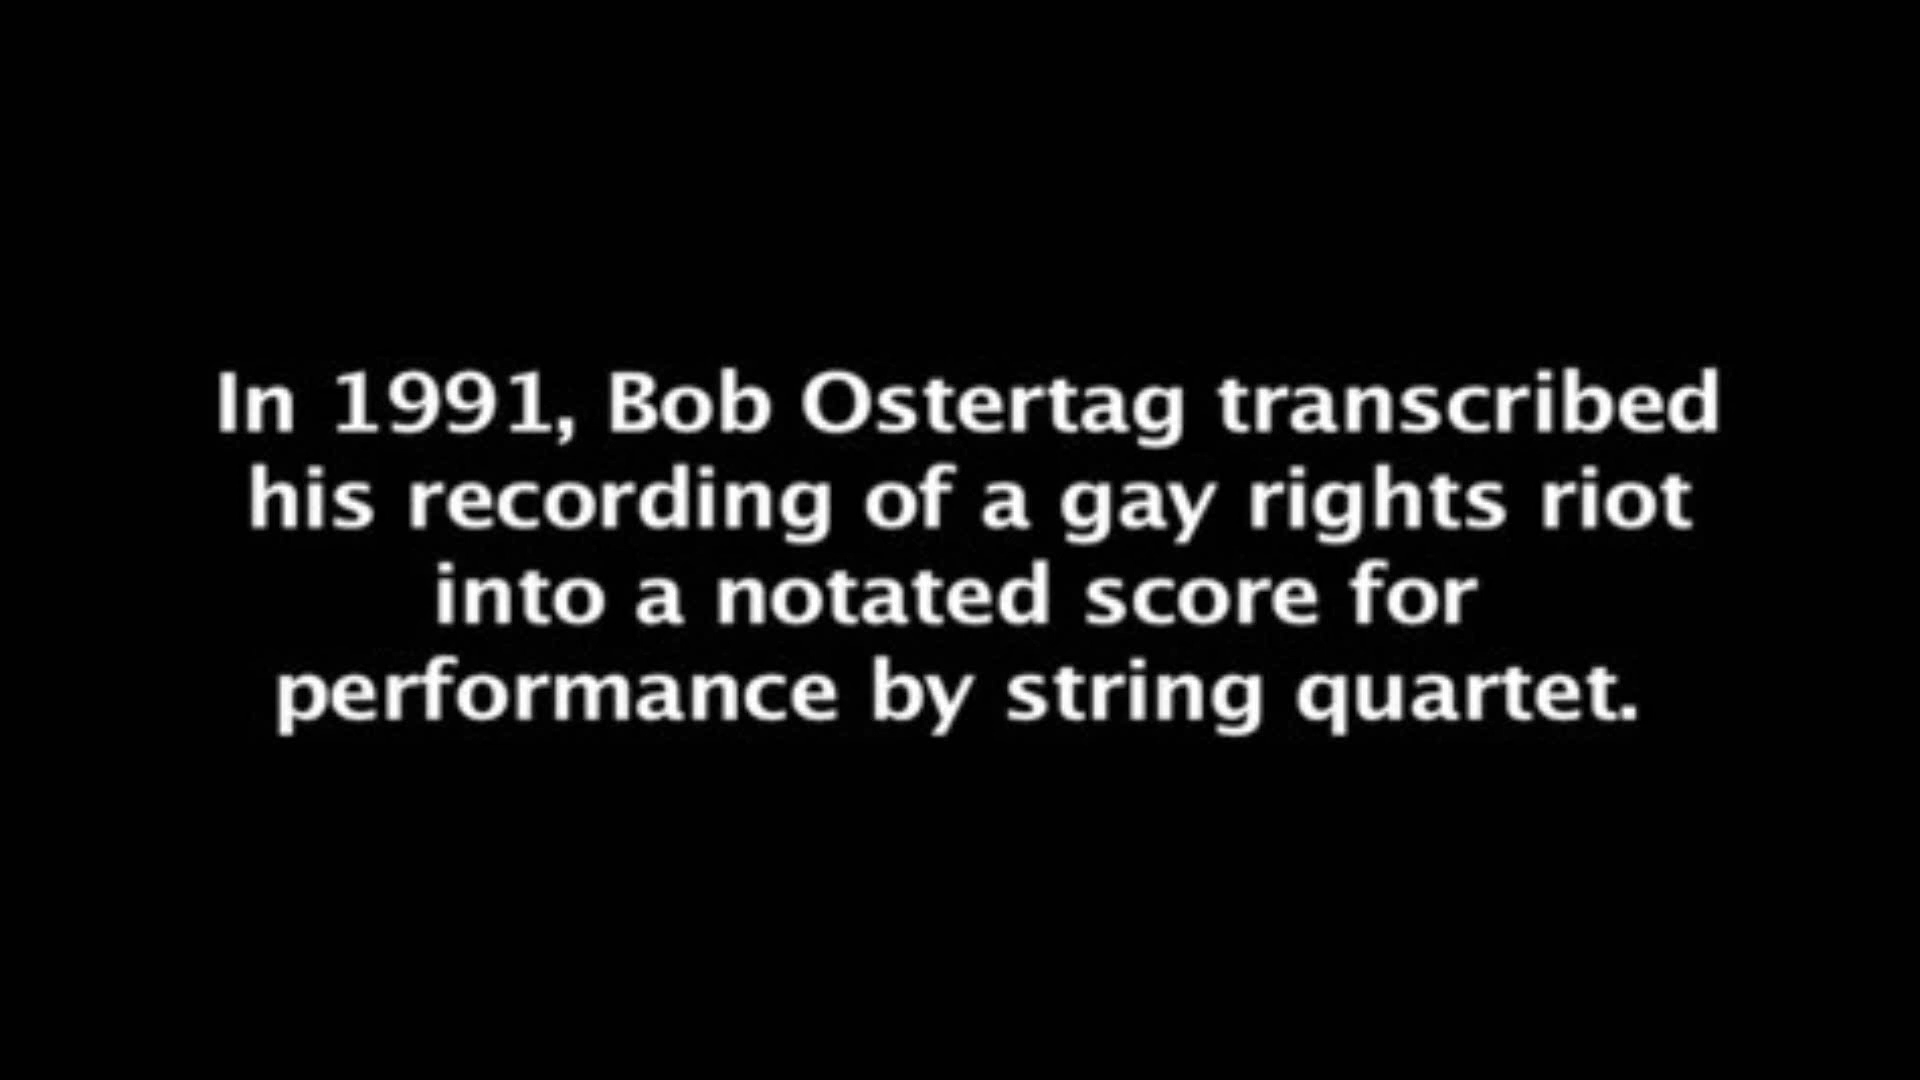 In 1991, Bob Ostertag transcribed
his recording of a gay rights riot
into a notated score for
performance by string quartet.